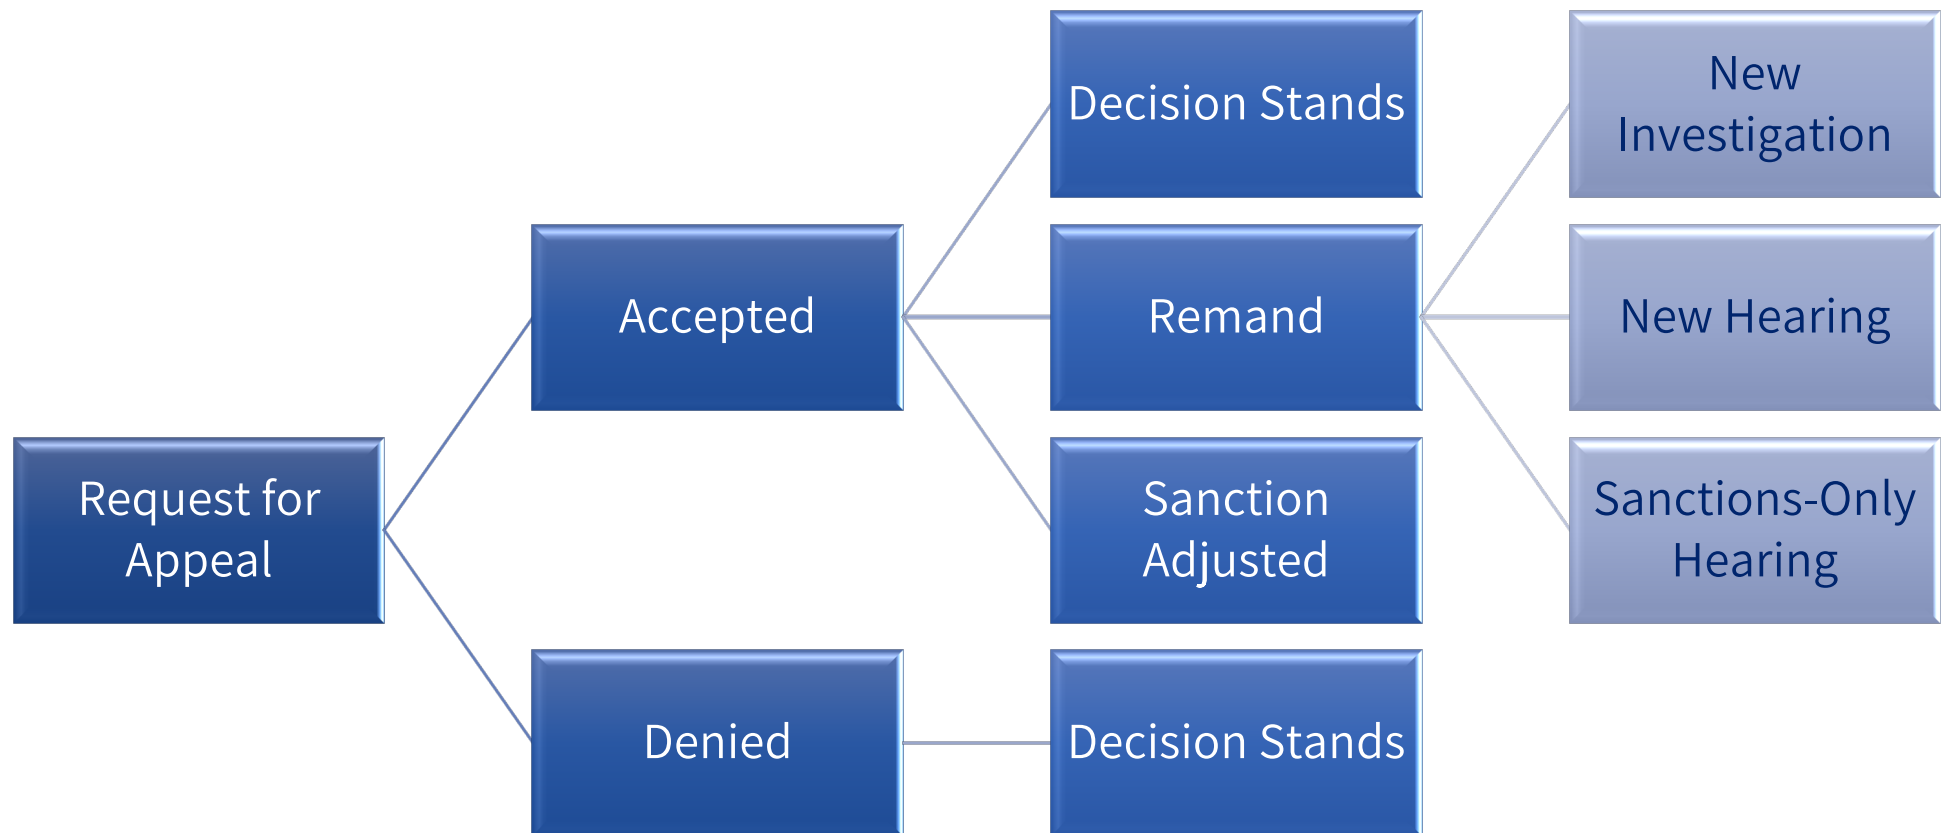 Request for
Appeal
Accepted
Decision Stands
Remand
New
Investigation
New Hearing
Sanctions-Only
Hearing
Sanction
Adjusted
Denied
Decision Stands